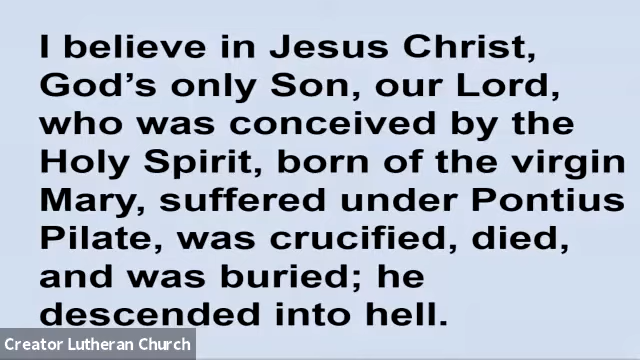 I believe in Jesus Christ,
God’s only Son, our Lord,
who was conceived by the
Holy Spirit, born of the virgin
Mary, suffered under Pontius
Pilate, was crucified, died,
and was buried; he
descended into hell.
Creator Lutheran Church